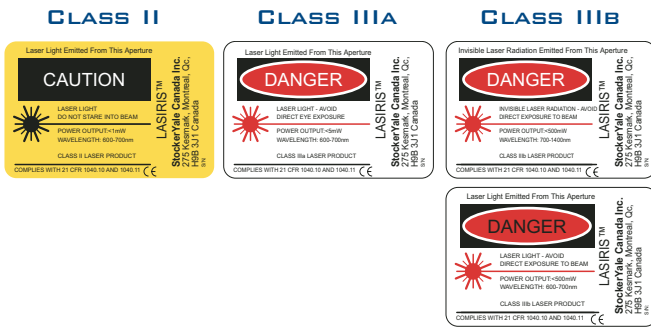 CLASS II
Laser Light Emitted From This Aperture
CAUTION
LASER LIGHT
DO NOT STARE INTO BEAM
POWER OUTPUT:<1mW
WAVELENGTH: 600-700nm
CLASS II LASER PRODUCT
COMPLIES WITH 21 CFR 1040.10 AND 1040.11 CE
LASIRIS™
StockerYale Canada Inc.
275 Kesmark, Montreal, Qc,
H9B 3J1 Canada
S/N:
CLASS IIIA
Laser Light Emitted From This Aperture
DANGER
LASER LIGHT - AVOID
DIRECT EYE EXPOSURE
POWER OUTPUT:<5mW
WAVELENGTH: 600-700nm
CLASS IIIa LASER PRODUCT
COMPLIES WITH 21 CFR 1040.10 AND 1040.11 CE
LASIRIS™
StockerYale Canada Inc.
275 Kesmark, Montreal, Qc,
H9B 3J1 Canada
S/N:
CLASS IIIB
Invisible Laser Radiation Emitted From This Aperture
DANGER
INVISIBLE LASER RADIATION - AVOID
DIRECT EXPOSURE TO BEAM
POWER OUTPUT:<500mW
WAVELENGTH: 700-1400nm
CLASS IIIb LASER PRODUCT
COMPLIES WITH 21 CFR 1040.10 AND 1040.11 CE
LASIRIS™
StockerYale Canada Inc.
275 Kesmark, Montreal, Qc,
H9B 3J1 Canada
S/N:
Laser Light Emitted From This Aperture
DANGER
LASER LIGHT - AVOID
DIRECT EXPOSURE TO BEAM
POWER OUTPUT:<500mW
WAVELENGTH: 600-700nm
CLASS IIIb LASER PRODUCT
COMPLIES WITH 21 CFR 1040.10 AND 1040.11 CE
LASIRIS™
StockerYale Canada Inc.
275 Kesmark, Montreal, Qc,
H9B 3J1 Canada
S/N: